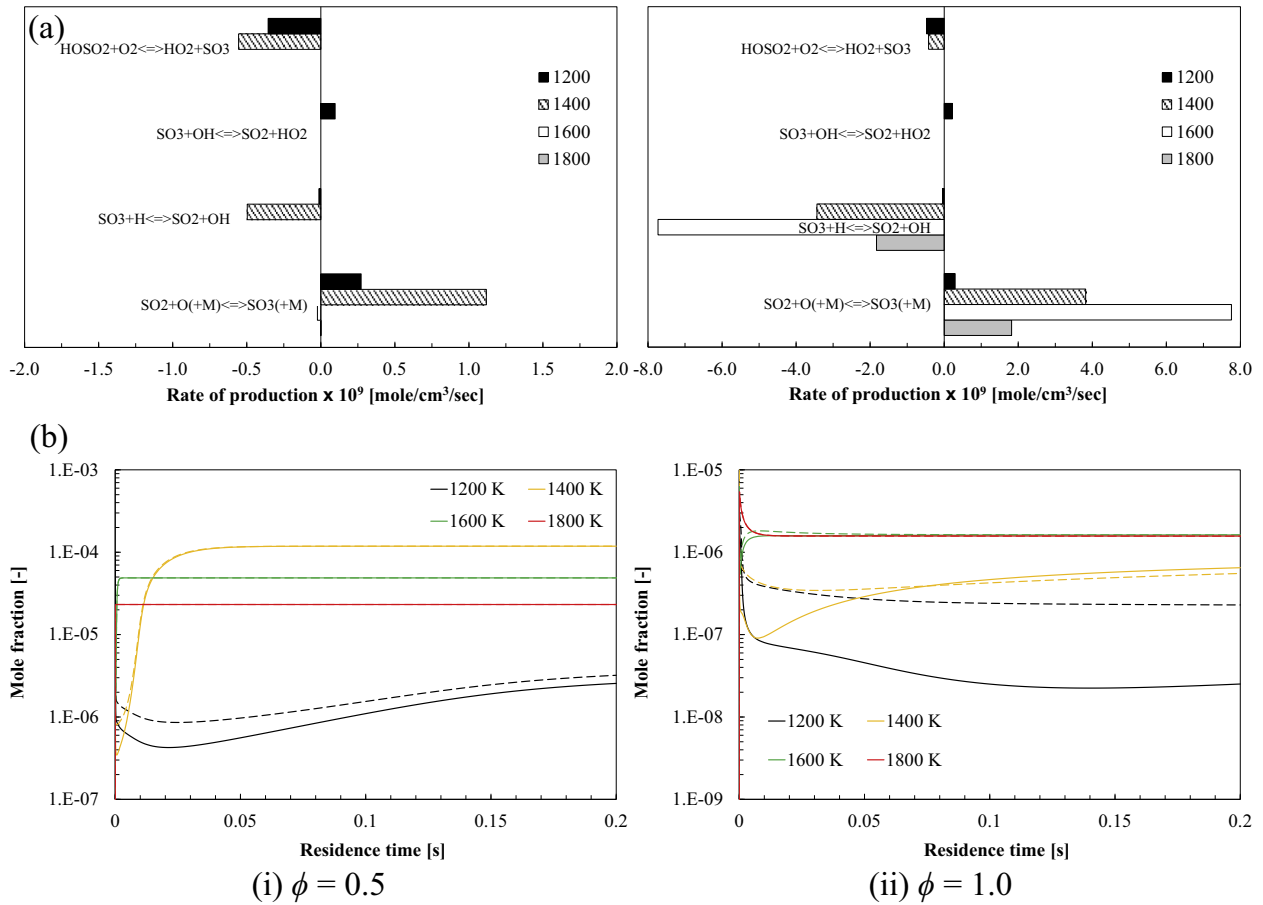 (a)
HOSO2+O2<=>HO2+SO3
SO3+OH<=>SO2+HO2
SO3+H<=>SO2+OH
SO2+O(+M)<=>SO3(+M)
1200
1400
1600
1800
-2.0 -1.5 -1.0 -0.5 0.0 0.5 1.0 1.5 2.0
Rate of production x 10⁹ [mole/cm³/sec]
HOSO2+O2<=>HO2+SO3
SO3+OH<=>SO2+HO2
SO3+H<=>SO2+OH
SO2+O(+M)<=>SO3(+M)
1200
1400
1600
1800
-8.0 -6.0 -4.0 -2.0 0.0 2.0 4.0 6.0 8.0
Rate of production x 10⁹ [mole/cm³/sec]
(b)
Mole fraction [-]
1.E-03
1.E-04
1.E-05
1.E-06
1.E-07
1200 K 1400 K
1600 K 1800 K
0 0.05 0.1 0.15 0.2
Residence time [s]
(i) ϕ = 0.5
Mole fraction [-]
1.E-05
1.E-06
1.E-07
1.E-08
1.E-09
1200 K 1400 K
1600 K 1800 K
0 0.05 0.1 0.15 0.2
Residence time [s]
(ii) ϕ = 1.0